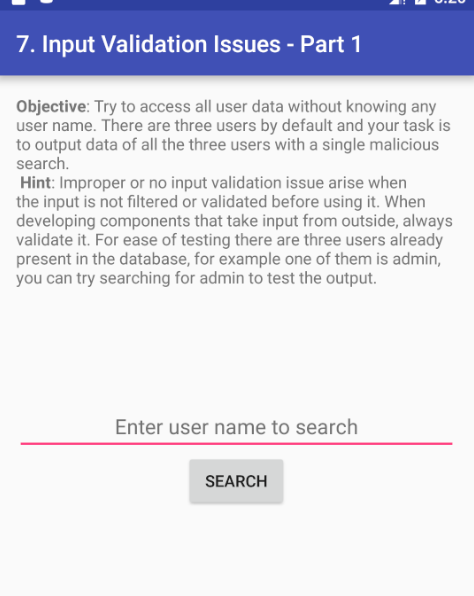 7. Input Validation Issues - Part 1
Objective: Try to access all user data without knowing any
user name. There are three users by default and your task is
to output data of all the three users with a single malicious
search.
Hint: Improper or no input validation issue arise when
the input is not filtered or validated before using it. When
developing components that take input from outside, always
validate it. For ease of testing there are three users already
present in the database, for example one of them is admin,
you can try searching for admin to test the output.
Enter user name to search
SEARCH